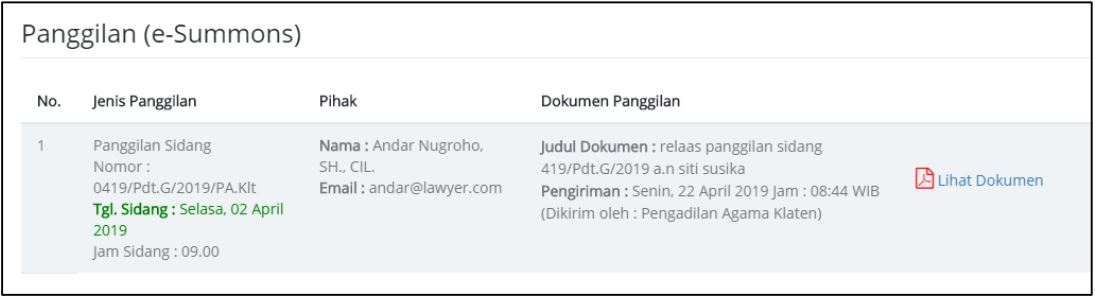 Panggilan (e-Summons)
No. Jenis Panggilan Pihak Dokumen Panggilan
1
Panggilan Sidang
Nomor :
0419/Pdt.G/2019/PA.Klt
Tgl. Sidang : Selasa, 02 April
2019
Jam Sidang : 09.00
Nama : Andar Nugroho,
SH., CIL.
Email : andar@lawyer.com
Judul Dokumen : relaas panggilan sidang
419/Pdt.G/2019 a.n siti susika
Pengiriman : Senin, 22 April 2019 Jam : 08:44 WIB
(Dikirim oleh : Pengadilan Agama Klaten)
Lihat Dokumen